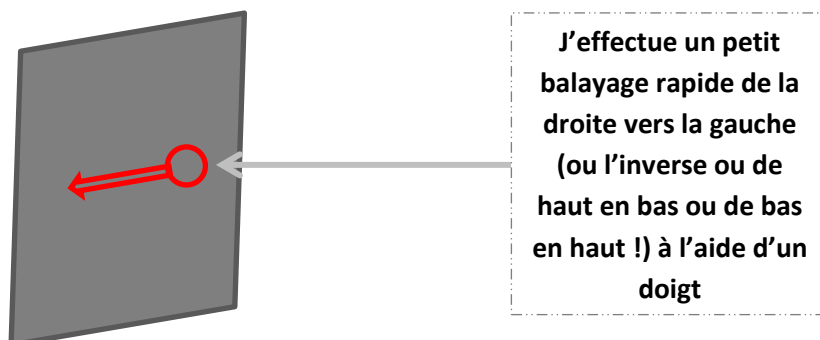 J’effectue un petit
balayage rapide de la
droite vers la gauche
(ou l’inverse ou de
haut en bas ou de bas
en haut !) à l’aide d’un
doigt